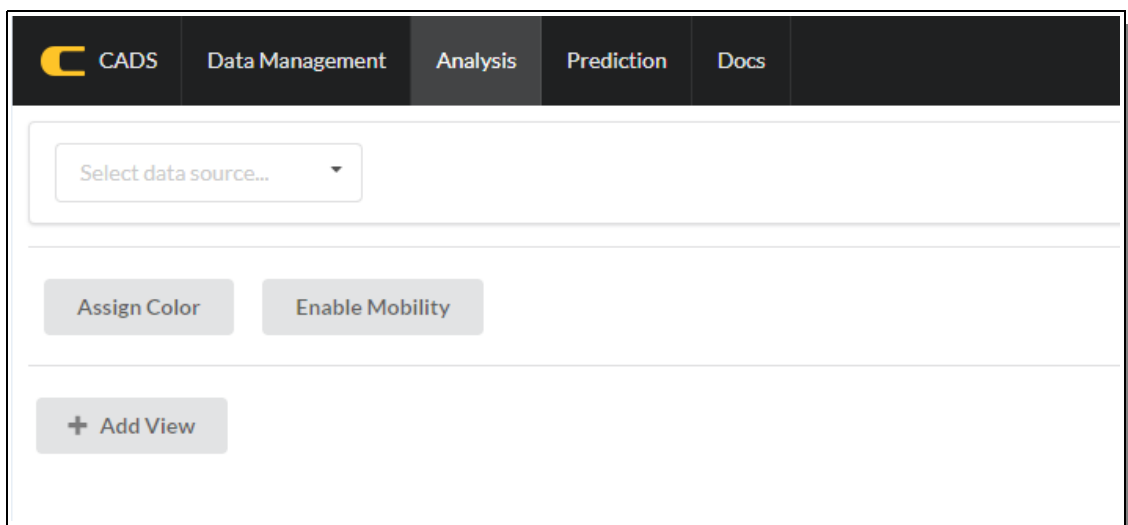 CADS Data Management Analysis Prediction Docs
Select data source...
Assign Color Enable Mobility
+ Add View